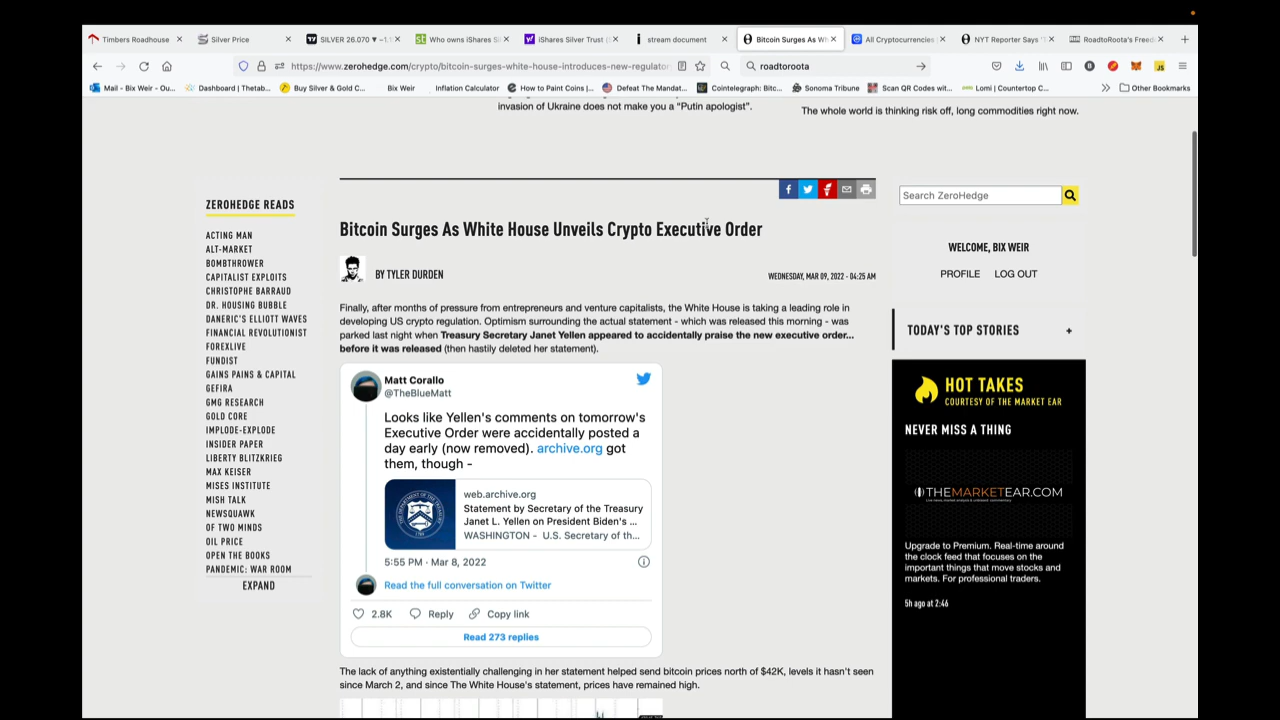 Timbers Roadhouse
Silver Price
SILVER 26.070 ▼ −1.
Who owns iShares Si
iShares Silver Trust (
stream document
Bitcoin Surges As Wh
All Cryptocurrencies
NYT Reporter Says "
RoadtoRoota's Freed
https://www.zerohedge.com/crypto/bitcoin-surges-white-house-introduces-new-regulator
roadtoroota
Mail - Bix Weir - Ou...
Dashboard | Thetab...
Buy Silver & Gold C...
Bix Weir
Inflation Calculator
How to Paint Coins |...
Defeat The Mandat...
Cointelegraph: Bitc...
Sonoma Tribune
Scan QR Codes wit...
Lomi | Countertop C...
Other Bookmarks
invasion of Ukraine does not make you a "Putin apologist".
The whole world is thinking risk off, long commodities right now.
ZEROHEDGE READS
ACTING MAN
ALT-MARKET
BOMBTHROWER
CAPITALIST EXPLOITS
CHRISTOPHE BARRAUD
DR. HOUSING BUBBLE
DANERIC'S ELLIOTT WAVES
FINANCIAL REVOLUTIONIST
FOREXLIVE
FUNDIST
GAINS PAINS & CAPITAL
GEFIRA
GMG RESEARCH
GOLD CORE
IMPLODE-EXPLODE
INSIDER PAPER
LIBERTY BLITZKRIEG
MAX KEISER
MISES INSTITUTE
MISH TALK
NEWSQUAWK
OF TWO MINDS
OIL PRICE
OPEN THE BOOKS
PANDEMIC: WAR ROOM
EXPAND
Bitcoin Surges As White House Unveils Crypto Executive Order
BY TYLER DURDEN
WEDNESDAY, MAR 09, 2022 - 04:25 AM
Finally, after months of pressure from entrepreneurs and venture capitalists, the White House is taking a leading role in
developing US crypto regulation. Optimism surrounding the actual statement - which was released this morning - was
parked last night when Treasury Secretary Janet Yellen appeared to accidentally praise the new executive order...
before it was released (then hastily deleted her statement).
Matt Corallo
@TheBlueMatt
Looks like Yellen's comments on tomorrow's
Executive Order were accidentally posted a
day early (now removed). archive.org got
them, though -
web.archive.org
Statement by Secretary of the Treasury
Janet L. Yellen on President Biden's ...
WASHINGTON - U.S. Secretary of th...
5:55 PM · Mar 8, 2022
Read the full conversation on Twitter
2.8K
Reply
Copy link
Read 273 replies
The lack of anything existentially challenging in her statement helped send bitcoin prices north of $42K, levels it hasn't seen
since March 2, and since The White House's statement, prices have remained high.
Search ZeroHedge
WELCOME, BIX WEIR
PROFILE LOG OUT
TODAY'S TOP STORIES +
HOT TAKES
COURTESY OF THE MARKET EAR
NEVER MISS A THING
THEMARKETEAR.COM
Upgrade to Premium. Real-time around
the clock feed that focuses on the
important things that move stocks and
markets. For professional traders.
5h ago at 2:46